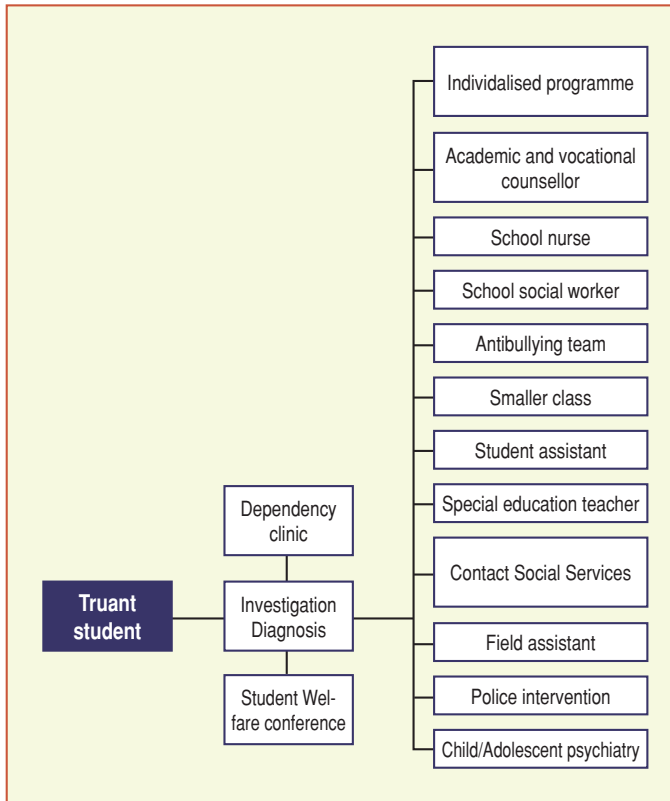 Individalised programme
Academic and vocational
counsellor
School nurse
School social worker
Antibullying team
Smaller class
Student assistant
Special education teacher
Contact Social Services
Field assistant
Police intervention
Child/Adolescent psychiatry
Dependency
clinic
Investigation
Diagnosis
Student Wel-
fare conference
Truant
student